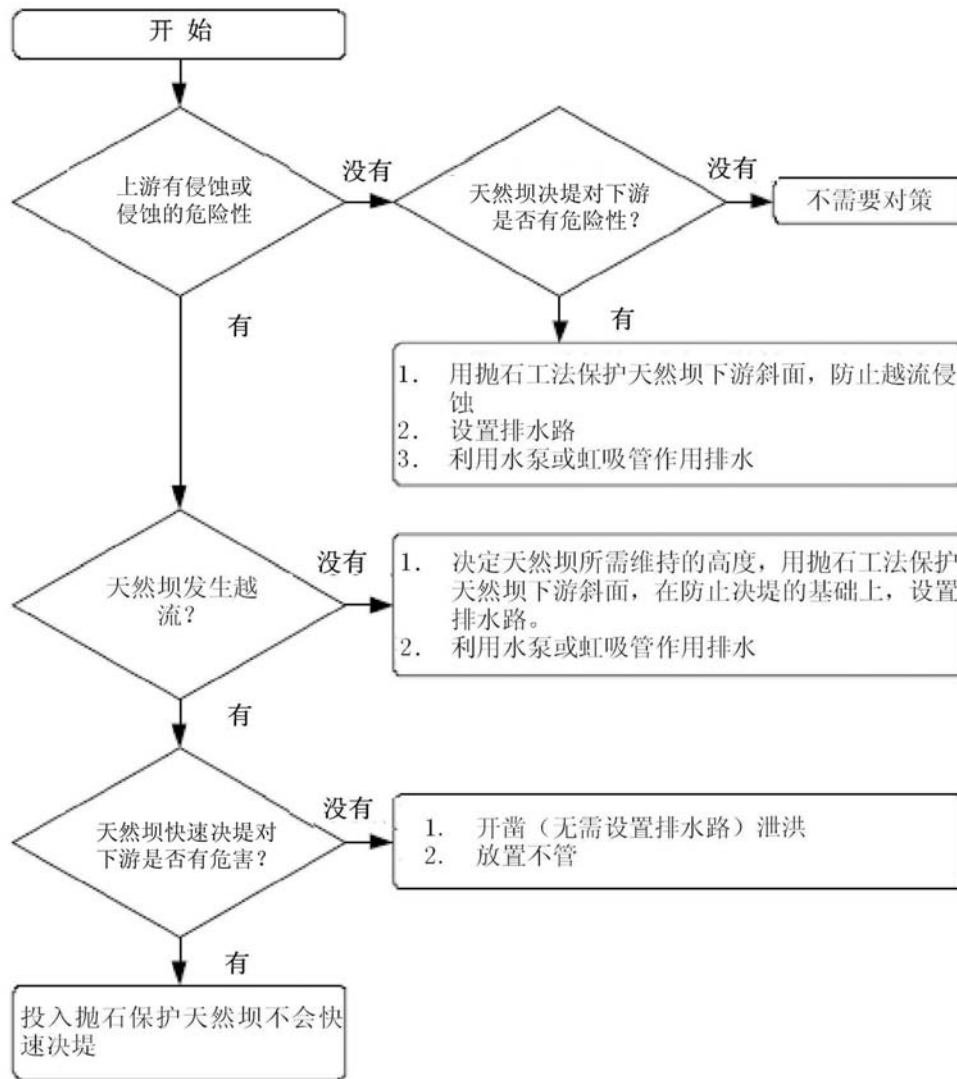 开 始
上游有侵蚀或
侵蚀的危险性
没有
天然坝决堤对下游
是否有危险性？
没有
不需要对策
有
有
1. 用抛石工法保护天然坝下游斜面，防止越流侵
蚀
2. 设置排水路
3. 利用水泵或虹吸管作用排水
天然坝发生越
流？
没有
1. 决定天然坝所需维持的高度，用抛石工法保护
天然坝下游斜面，在防止决堤的基础上，设置
排水路。
2. 利用水泵或虹吸管作用排水
有
天然坝快速决堤对
下游是否有危害？
没有
1. 开凿（无需设置排水路）泄洪
2. 放置不管
有
投入抛石保护天然坝不会快
速决堤